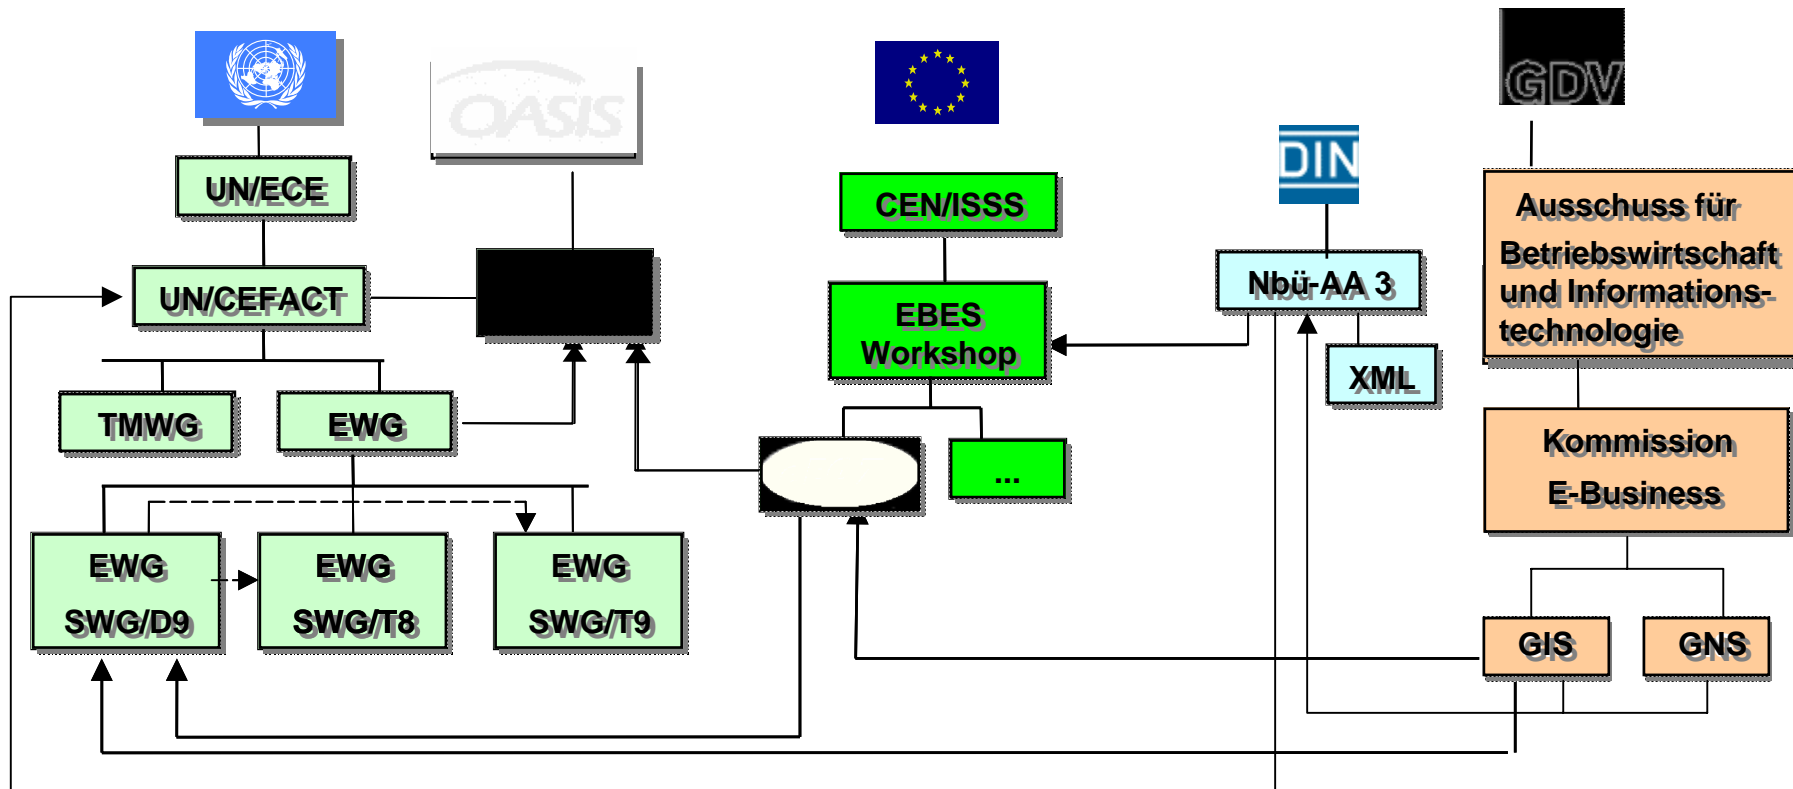 OASIS
GDV
DIN
UN/ECE
CEN/ISSS
Ausschuss für
Betriebswirtschaft
und Informations-
technologie
UN/CEFACT
Nbü-AA 3
EBES
Workshop
XML
TMWG
EWG
...
Kommission
E-Business
EWG
SWG/D9
EWG
SWG/T8
EWG
SWG/T9
GIS
GNS